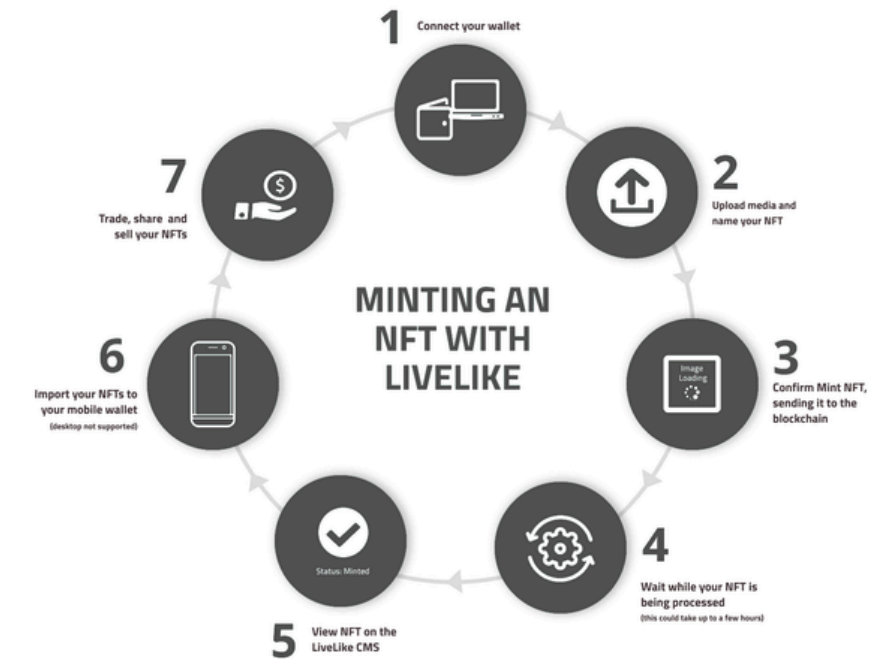 1
Connect your wallet
2
Upload media and
name your NFT
3
Image
Loading
Confirm Mint NFT,
sending it to the
blockchain
4
Wait while your NFT is
being processed
(this could take up to a few hours)
5
Status: Minted
View NFT on the
LiveLike CMS
6
Import your NFTs to
your mobile wallet
(desktop not supported)
7
$
Trade, share and
sell your NFTs
MINTING AN
NFT WITH
LIVELIKE